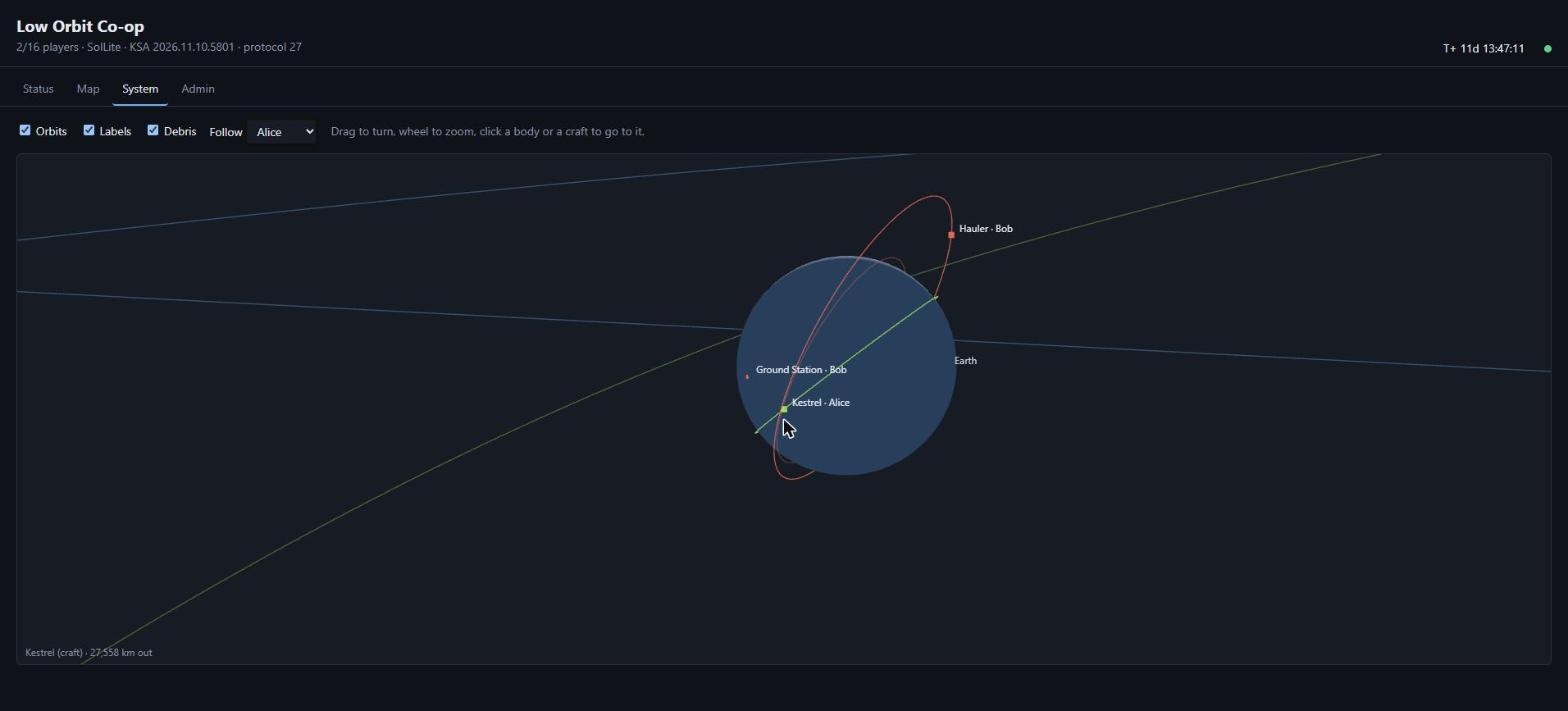 Low Orbit Co-op
2/16 players · SolLite · KSA 2026.11.10.5801 · protocol 27
T+ 11d 13:47:11
Status Map System Admin
Orbits Labels Debris Follow Alice Drag to turn, wheel to zoom, click a body or a craft to go to it.
Hauler · Bob
Earth
Ground Station · Bob
Kestrel · Alice
Kestrel (craft) · 27,558 km out